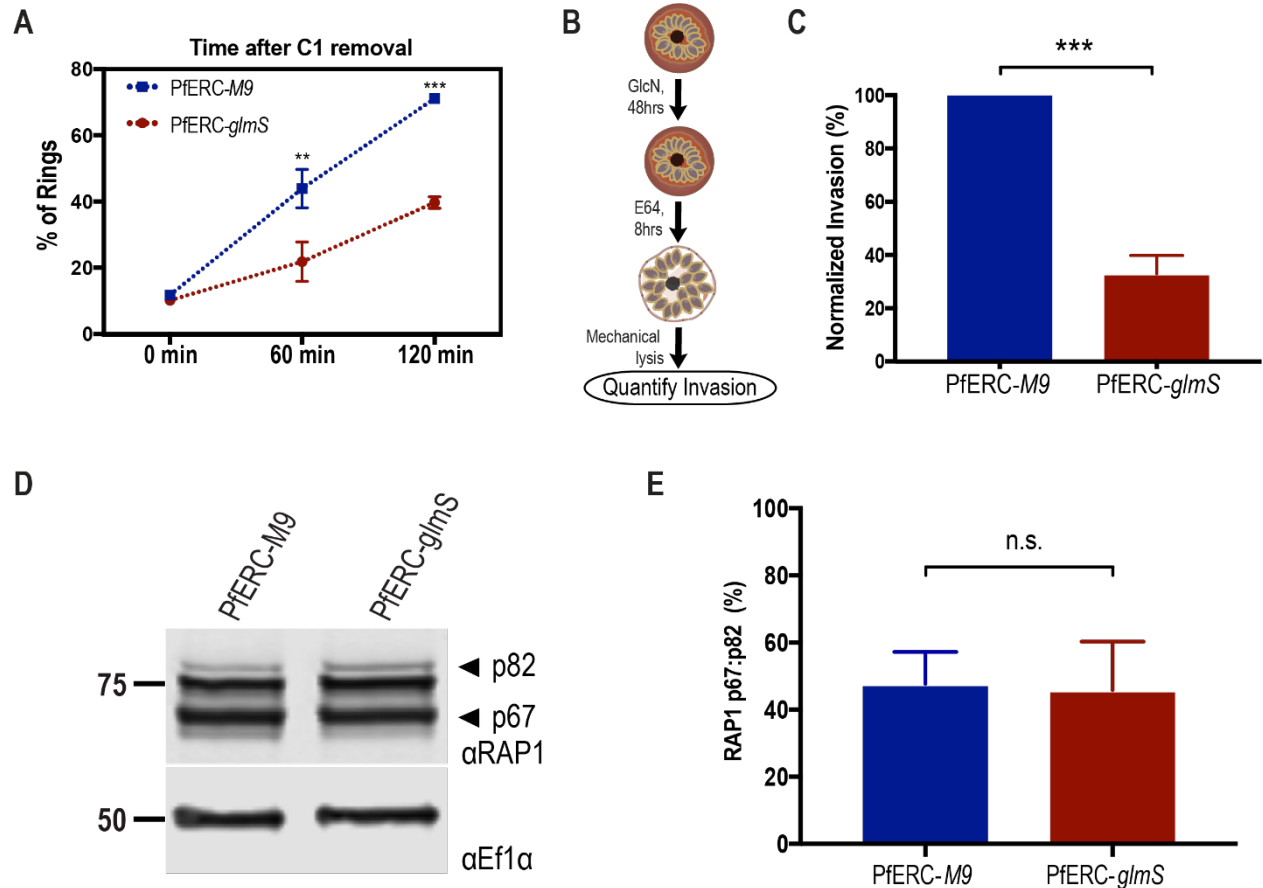 A
Time after C1 removal
80
60
40
20
0
% of Rings
PfERC-M9
PfERC-glmS
**
***
0 min
60 min
120 min
B
GlcN,
48hrs
E64,
8hrs
Mechanical
lysis
Quantify Invasion
C
***
100
80
60
40
20
0
Normalized Invasion (%)
PfERC-M9
PfERC-glmS
D
PfERC-M9
PfERC-glmS
75
p82
p67
αRAP1
50
αEf1α
E
100
80
60
40
20
0
RAP1 p67:p82 (%)
n.s.
PfERC-M9
PfERC-glmS